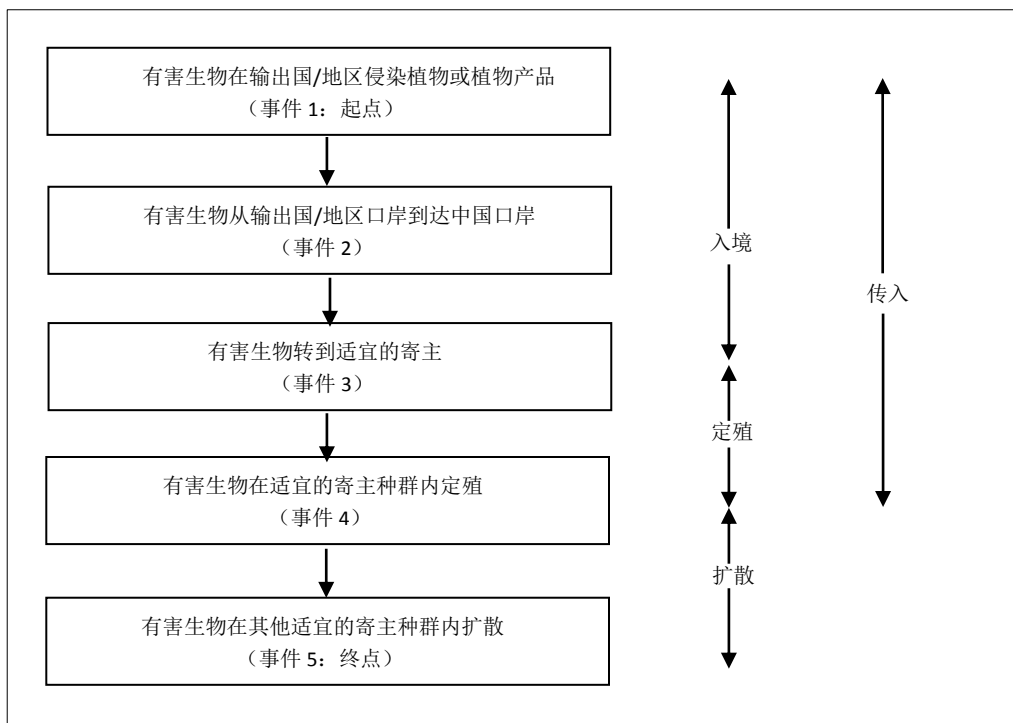 有害生物在输出国/地区侵染植物或植物产品
（事件 1：起点）
有害生物从输出国/地区口岸到达中国口岸
（事件 2）
入境
传入
有害生物转到适宜的寄主
（事件 3）
定殖
有害生物在适宜的寄主种群内定殖
（事件 4）
扩散
有害生物在其他适宜的寄主种群内扩散
（事件 5：终点）